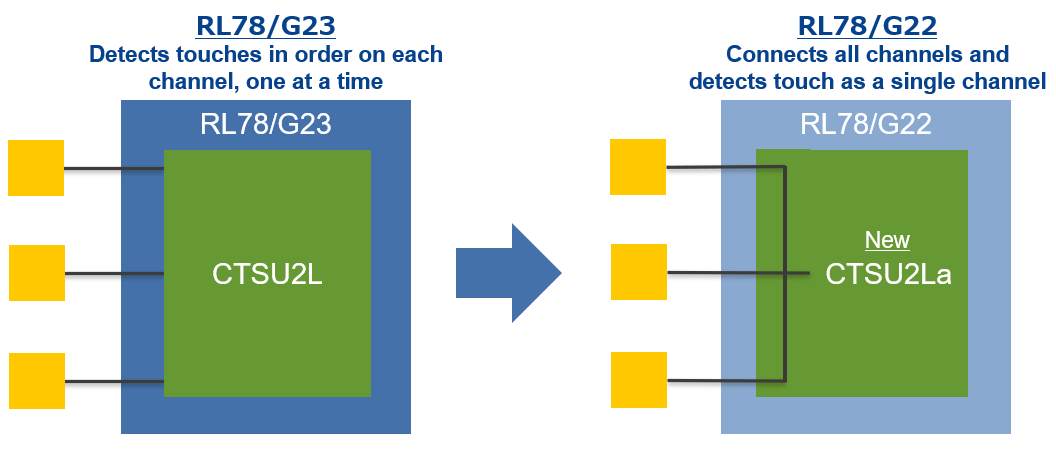 RL78/G23
Detects touches in order on each
channel, one at a time
RL78/G23
CTSU2L
RL78/G22
Connects all channels and
detects touch as a single channel
RL78/G22
New
CTSU2La